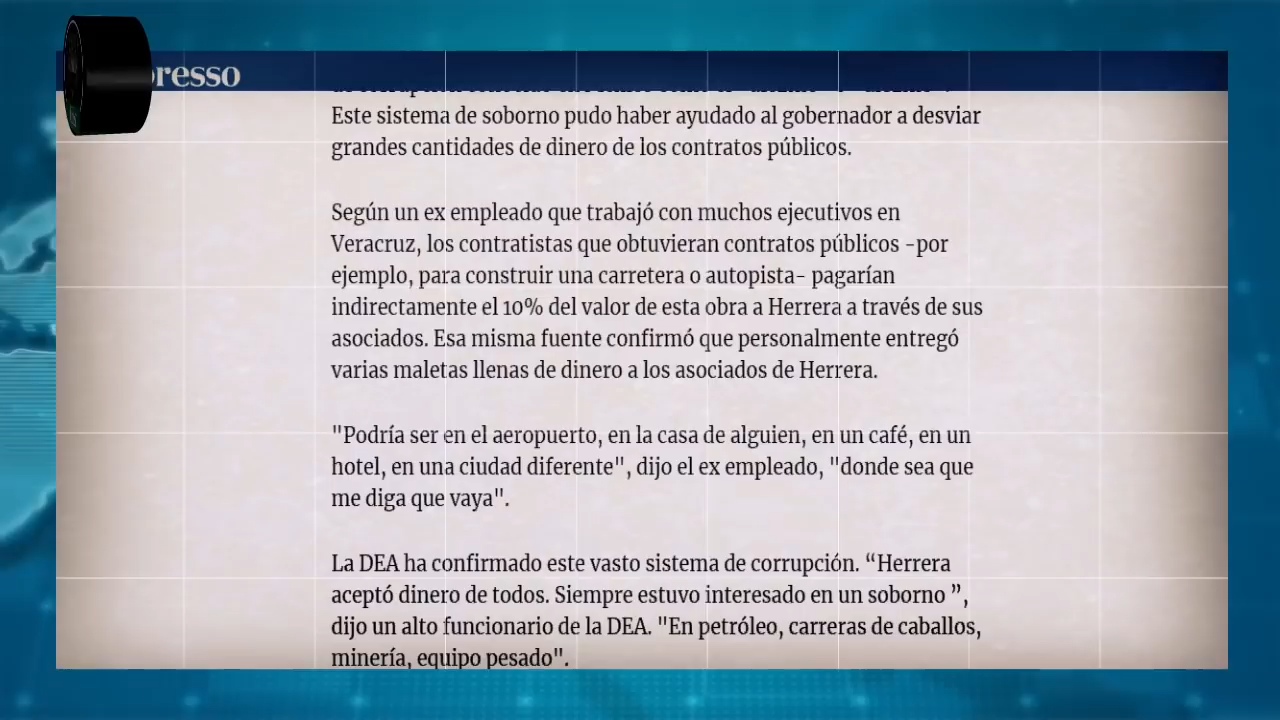 presso
Este sistema de soborno pudo haber ayudado al gobernador a desviar
grandes cantidades de dinero de los contratos públicos.
Según un ex empleado que trabajó con muchos ejecutivos en
Veracruz, los contratistas que obtuvieran contratos públicos -por
ejemplo, para construir una carretera o autopista- pagarían
indirectamente el 10% del valor de esta obra a Herrera a través de sus
asociados. Esa misma fuente confirmó que personalmente entregó
varias maletas llenas de dinero a los asociados de Herrera.
"Podría ser en el aeropuerto, en la casa de alguien, en un café, en un
hotel, en una ciudad diferente", dijo el ex empleado, "donde sea que
me diga que vaya".
La DEA ha confirmado este vasto sistema de corrupción. “Herrera
aceptó dinero de todos. Siempre estuvo interesado en un soborno ”,
dijo un alto funcionario de la DEA. "En petróleo, carreras de caballos,
minería, equipo pesado".